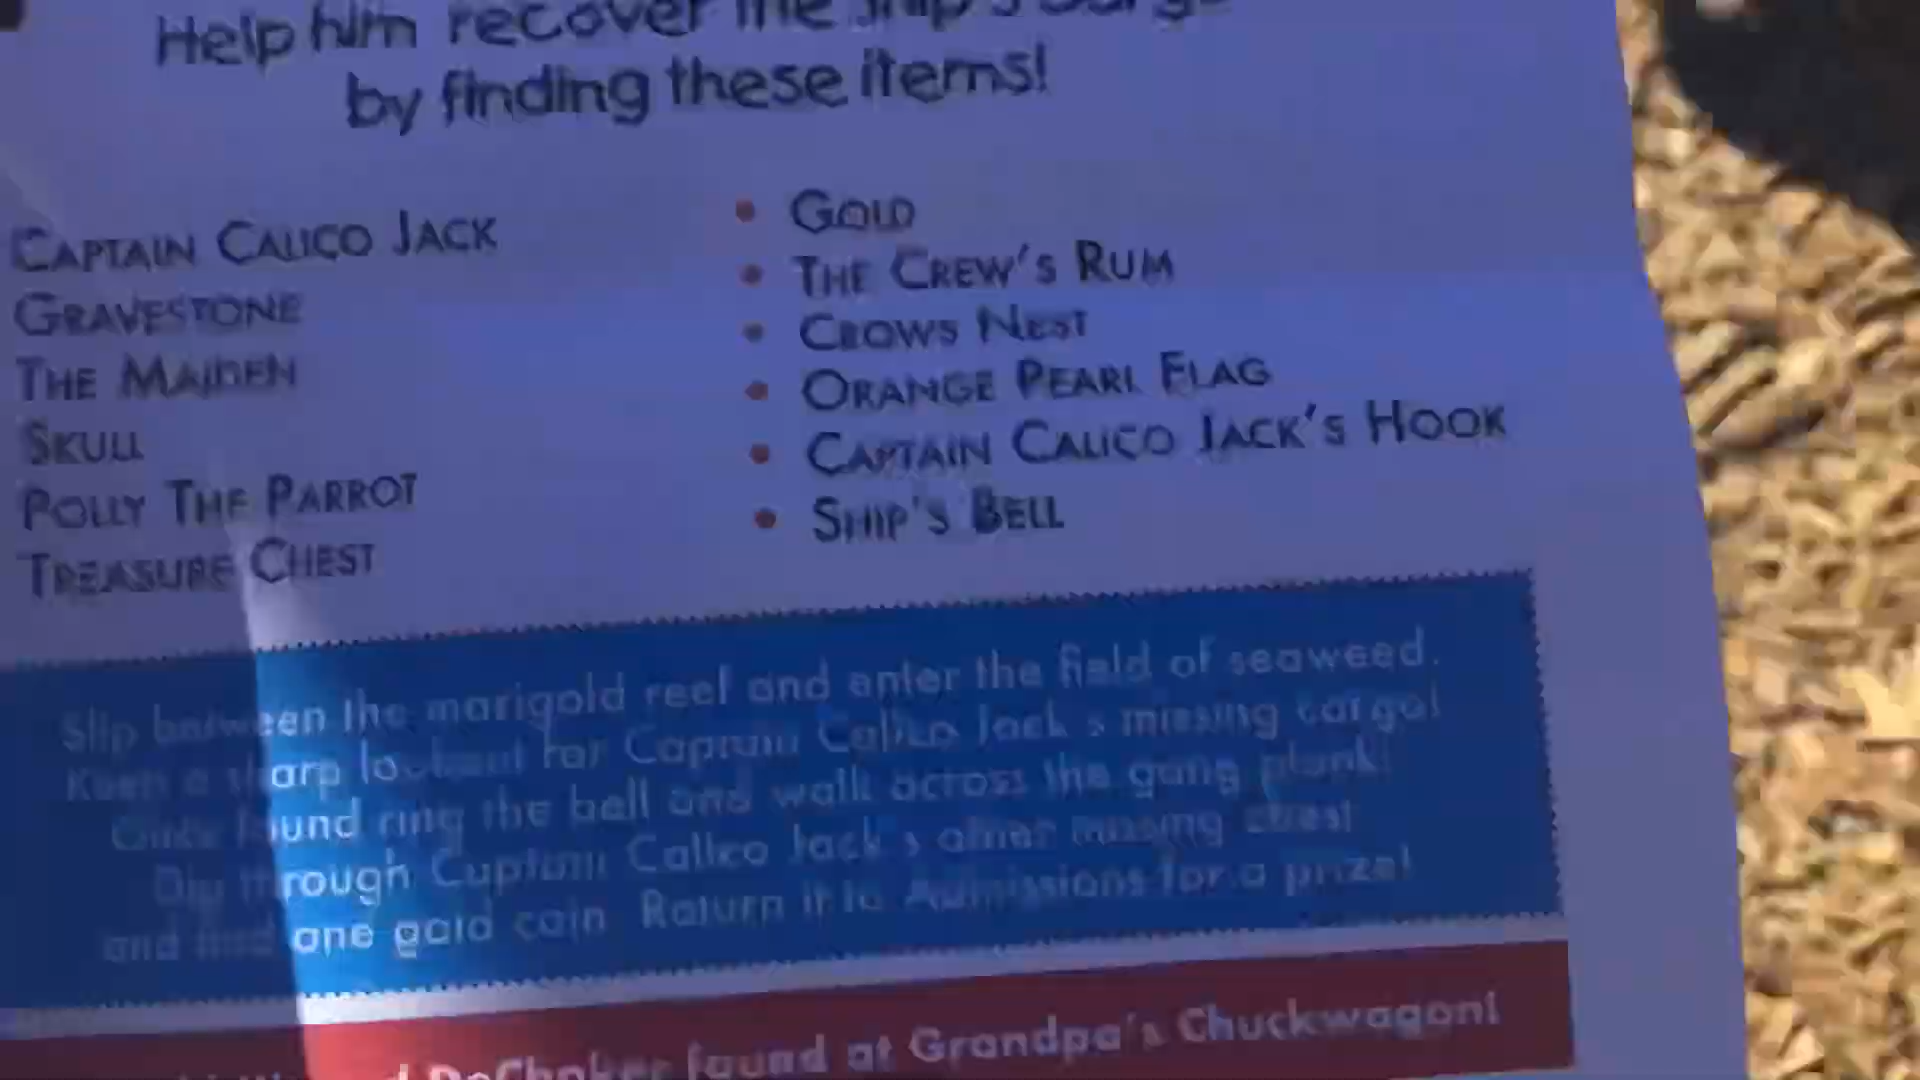 Help him recover the ship's cargo
by finding these items!
CAPTAIN CALICO JACK
GRAVESTONE
THE MAIDEN
SKULL
POLLY THE PARROT
TREASURE CHEST
GOLD
THE CREW'S RUM
CROWS NEST
ORANGE PEARL FLAG
CAPTAIN CALICO JACK'S HOOK
SHIP'S BELL
Slip between the marigold reef and enter the field of seaweed.
Keep a sharp lookout for Captain Calico Jack's missing cargo!
Once found ring the bell and walk across the gang plank!
Dig through Captain Calico Jack's other missing chest
and find one gold coin. Return it to Admissions for a prize!
found at Grandpa's Chuckwagon!